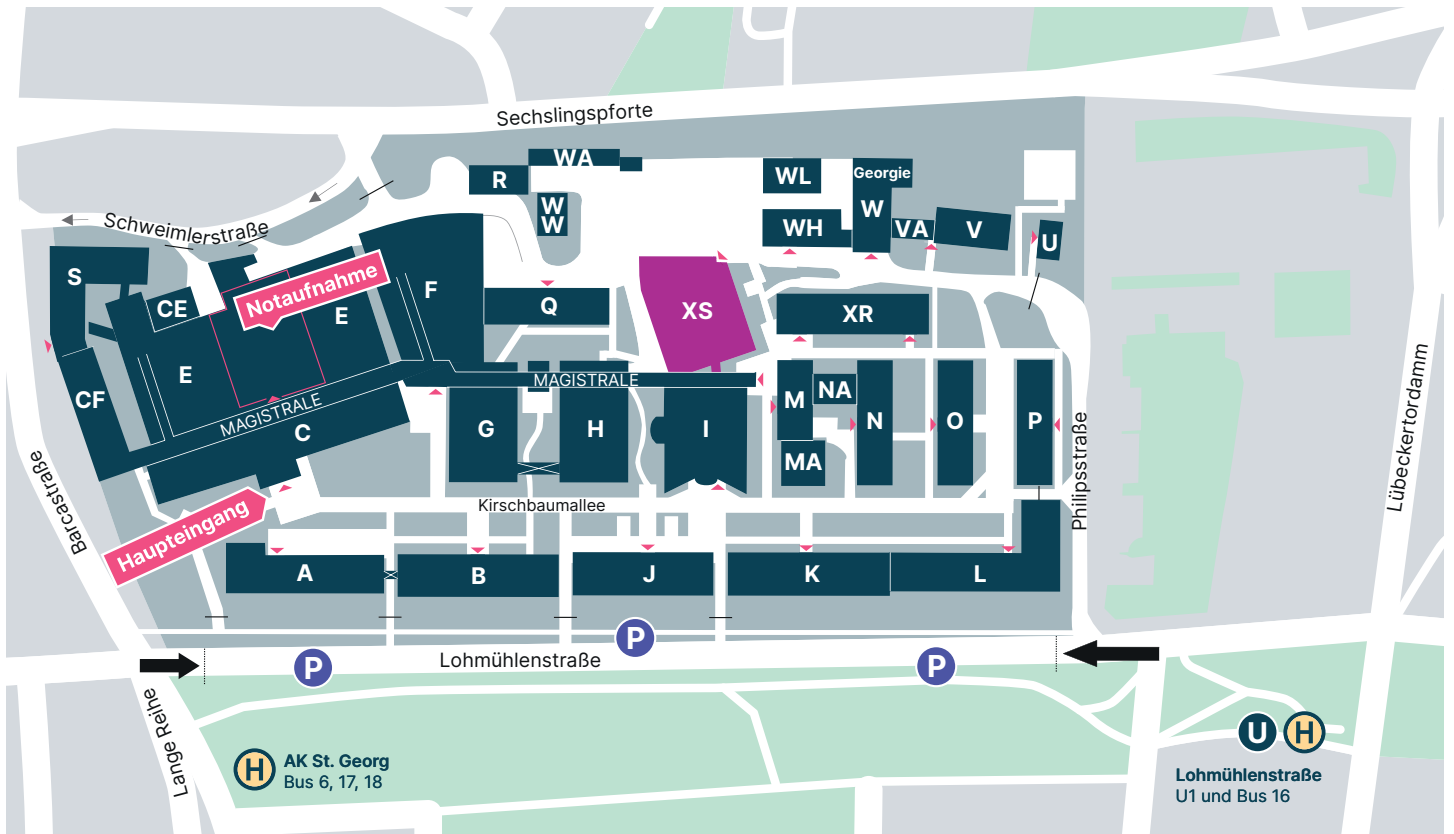 Sechslingspforte
WA
R
WL
Georgie
W
W
W
WH
VA
V
U
Schweimlerstraße
S
F
CE
Notaufnahme
E
Q
XS
XR
E
MAGISTRALE
MAGISTRALE
CF
C
G
H
I
M
NA
N
O
P
MA
Barcastraße
Philipsstraße
Lübeckertordamm
Kirschbaumallee
Haupteingang
A
B
J
K
L
P
P
P
Lohmühlenstraße
Lange Reihe
H
AK St. Georg
Bus 6, 17, 18
U
H
Lohmühlenstraße
U1 und Bus 16